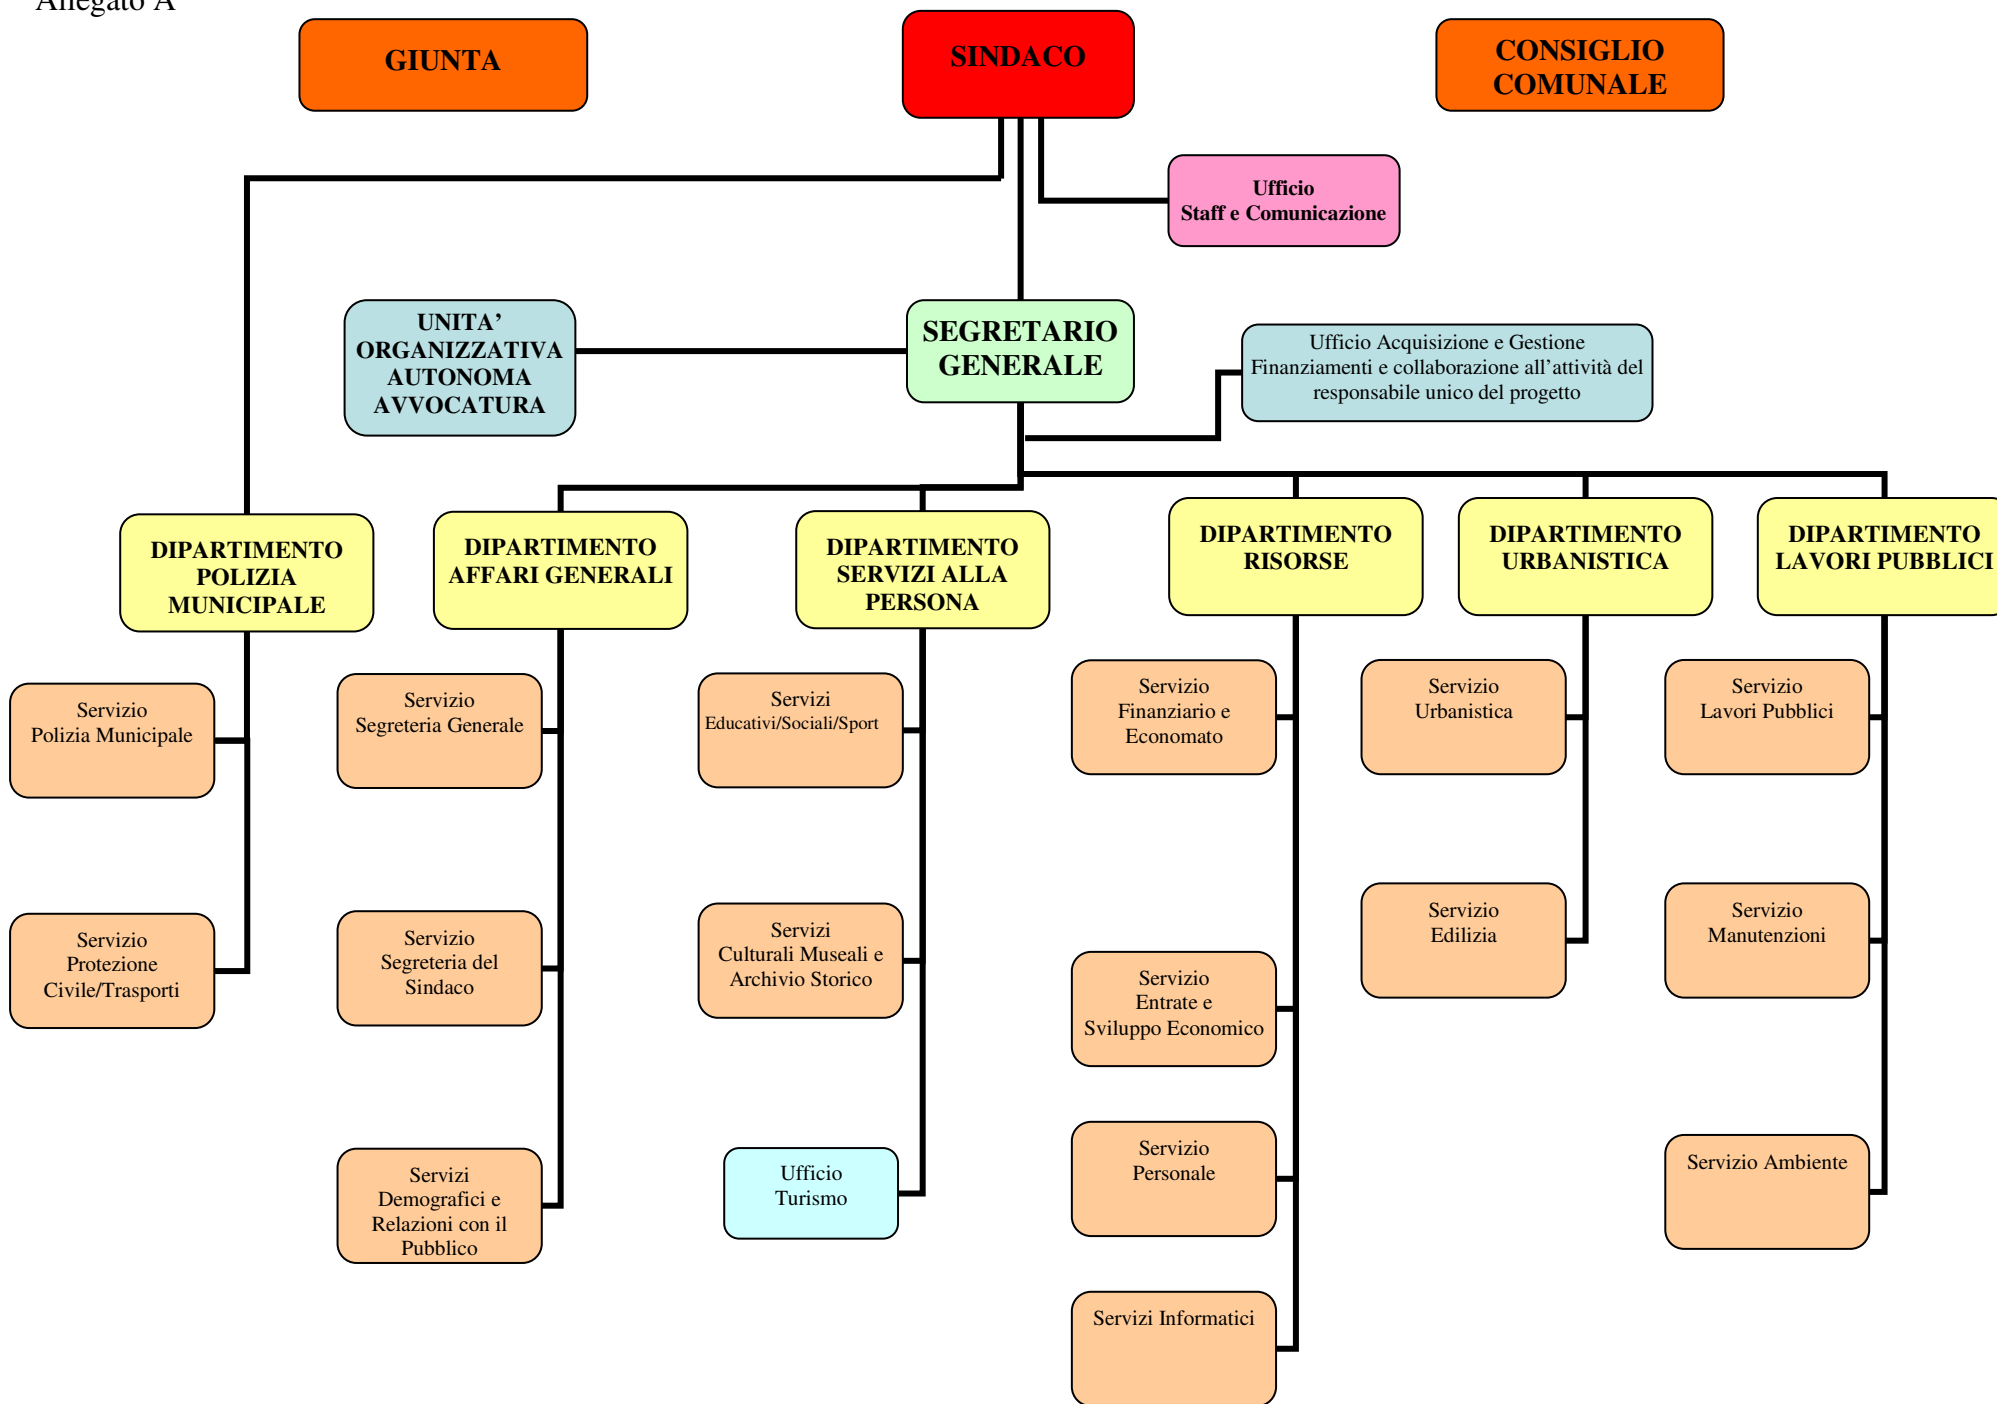 Allegato A
GIUNTA
SINDACO
CONSIGLIO
COMUNALE
Ufficio
Staff e Comunicazione
UNITA’
ORGANIZZATIVA
AUTONOMA
AVVOCATURA
SEGRETARIO
GENERALE
Ufficio Acquisizione e Gestione
Finanziamenti e collaborazione all’attività del
responsabile unico del progetto
DIPARTIMENTO
POLIZIA
MUNICIPALE
DIPARTIMENTO
AFFARI GENERALI
DIPARTIMENTO
SERVIZI ALLA
PERSONA
DIPARTIMENTO
RISORSE
DIPARTIMENTO
URBANISTICA
DIPARTIMENTO
LAVORI PUBBLICI
Servizio
Polizia Municipale
Servizio
Segreteria Generale
Servizi
Educativi/Sociali/Sport
Servizio
Finanziario e
Economato
Servizio
Urbanistica
Servizio
Lavori Pubblici
Servizio
Protezione
Civile/Trasporti
Servizio
Segreteria del
Sindaco
Servizi
Culturali Museali e
Archivio Storico
Servizio
Entrate e
Sviluppo Economico
Servizio
Edilizia
Servizio
Manutenzioni
Servizi
Demografici e
Relazioni con il
Pubblico
Ufficio
Turismo
Servizio
Personale
Servizio Ambiente
Servizi Informatici